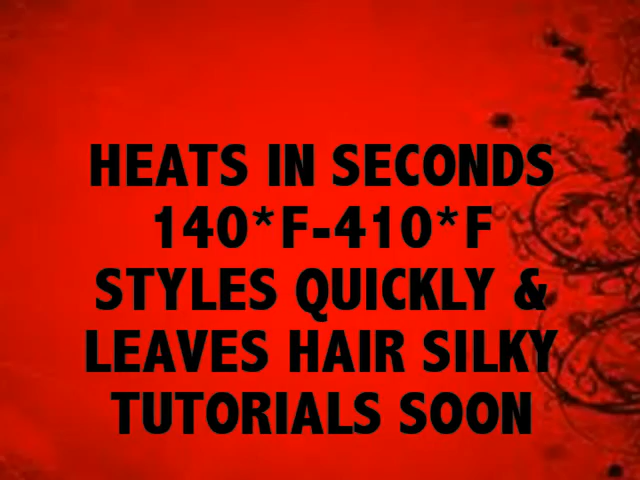 HEATS IN SECONDS
140*F-410*F
STYLES QUICKLY &
LEAVES HAIR SILKY
TUTORIALS SOON